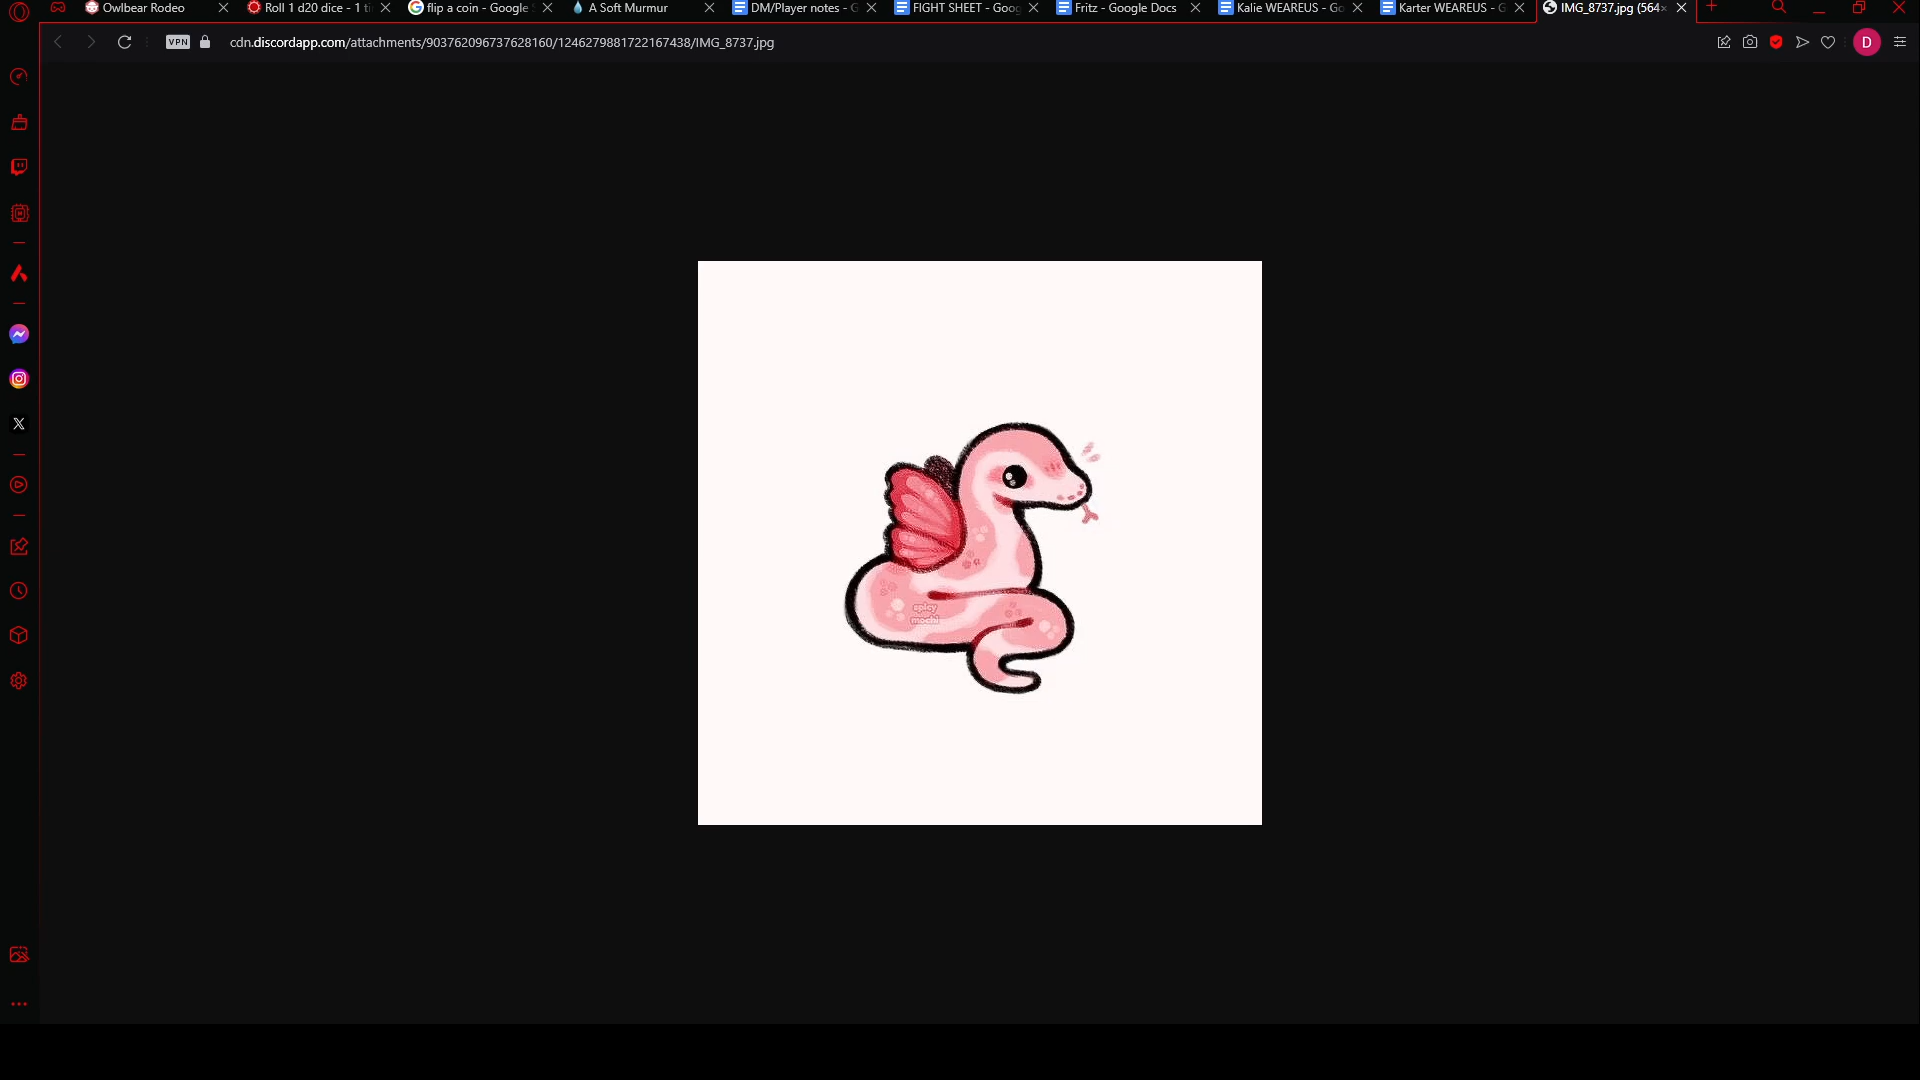 Owlbear Rodeo
Roll 1 d20 dice - 1 ti
flip a coin - Google
A Soft Murmur
DM/Player notes - G
FIGHT SHEET - Goog
Fritz - Google Docs
Kalie WEAREUS - Go
Karter WEAREUS - G
IMG_8737.jpg (564×
VPN
cdn.discordapp.com/attachments/903762096737628160/1246279881722167438/IMG_8737.jpg
D
spicy
mochi